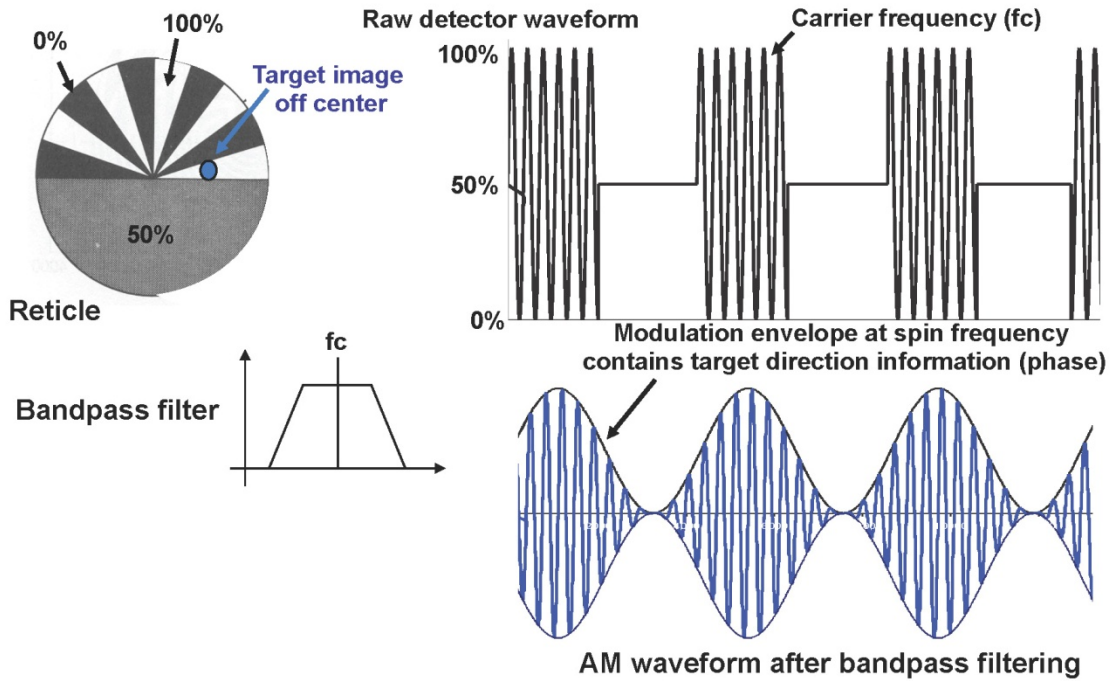 0%
100%
Target image
off center
50%
Reticle
Raw detector waveform
Carrier frequency (fc)
100%
50%
0%
fc
Bandpass filter
Modulation envelope at spin frequency
contains target direction information (phase)
AM waveform after bandpass filtering